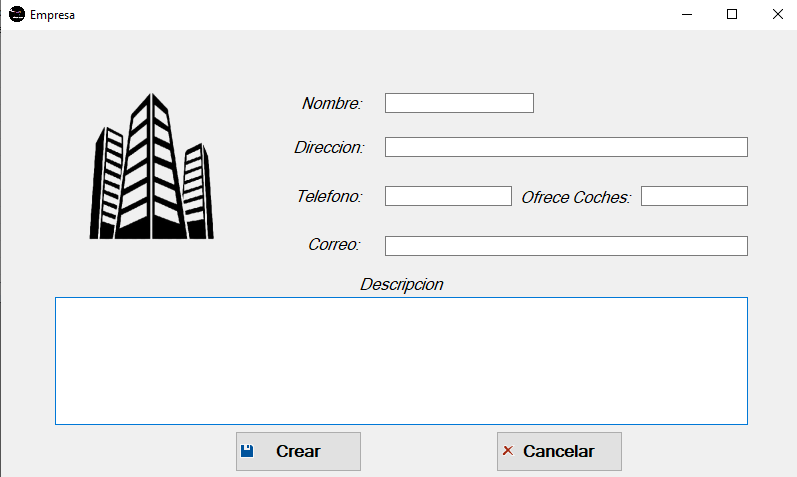 Empresa
Nombre:
Direccion:
Telefono: Ofrece Coches:
Correo:
Descripcion
Crear Cancelar